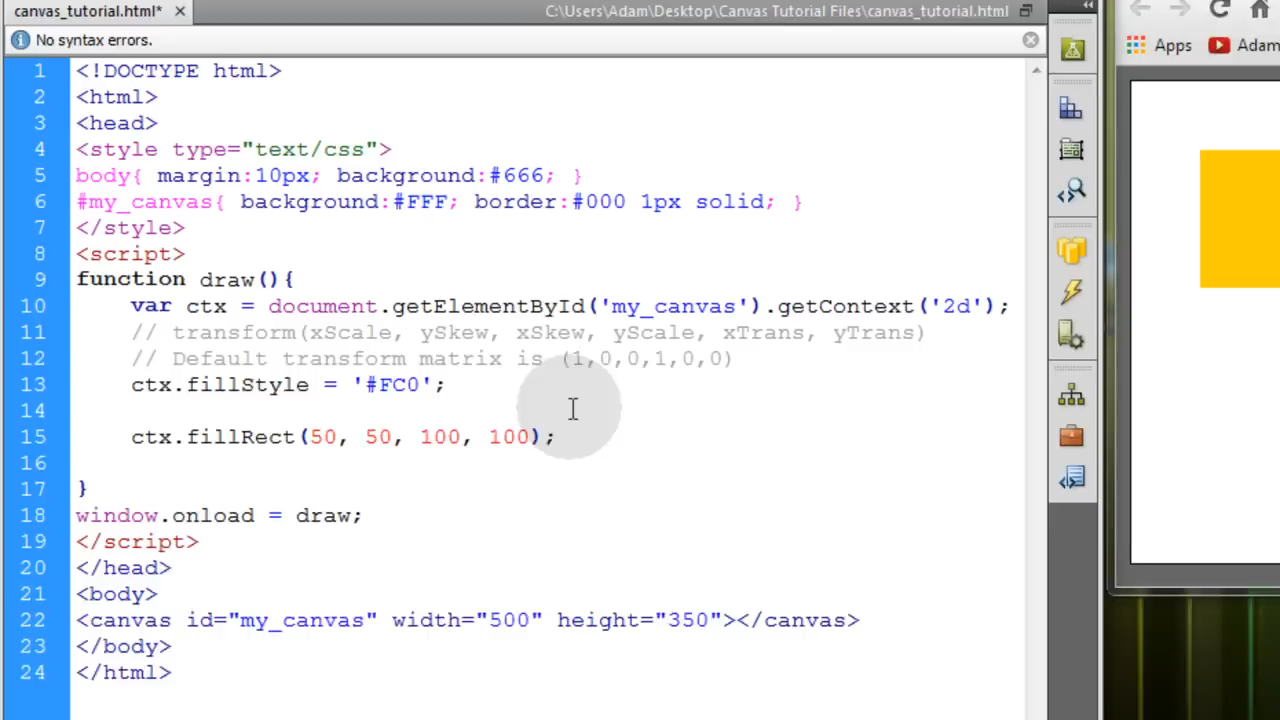 canvas_tutorial.html*
C:\Users\Adam\Desktop\Canvas Tutorial Files\canvas_tutorial.html
No syntax errors.
Apps Adam
1 <!DOCTYPE html>
2 <html>
3 <head>
4 <style type="text/css">
5 body{ margin:10px; background:#666; }
6 #my_canvas{ background:#FFF; border:#000 1px solid; }
7 </style>
8 <script>
9 function draw(){
10 var ctx = document.getElementById('my_canvas').getContext('2d');
11 // transform(xScale, ySkew, xSkew, yScale, xTrans, yTrans)
12 // Default transform matrix is (1,0,0,1,0,0)
13 ctx.fillStyle = '#FC0';
14
15 ctx.fillRect(50, 50, 100, 100);
16
17 }
18 window.onload = draw;
19 </script>
20 </head>
21 <body>
22 <canvas id="my_canvas" width="500" height="350"></canvas>
23 </body>
24 </html>